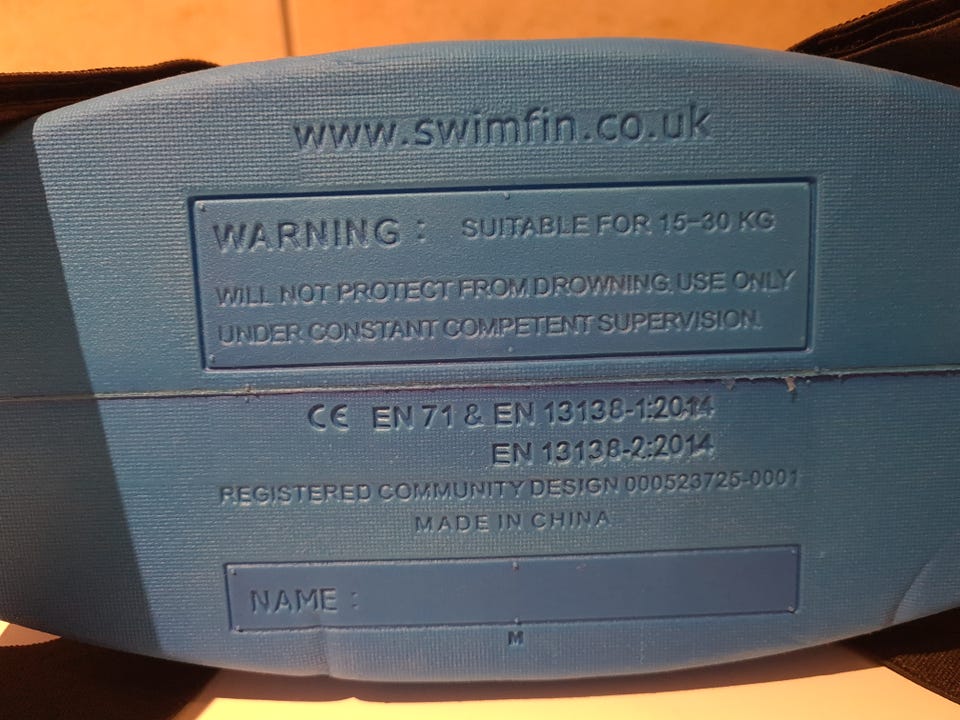 www.swimfin.co.uk
WARNING : SUITABLE FOR 15-30 KG
WILL NOT PROTECT FROM DROWNING. USE ONLY
UNDER CONSTANT COMPETENT SUPERVISION.
CE EN 71 & EN 13138-1:2014
EN 13138-2:2014
REGISTERED COMMUNITY DESIGN 000523725-0001
MADE IN CHINA
NAME :
M